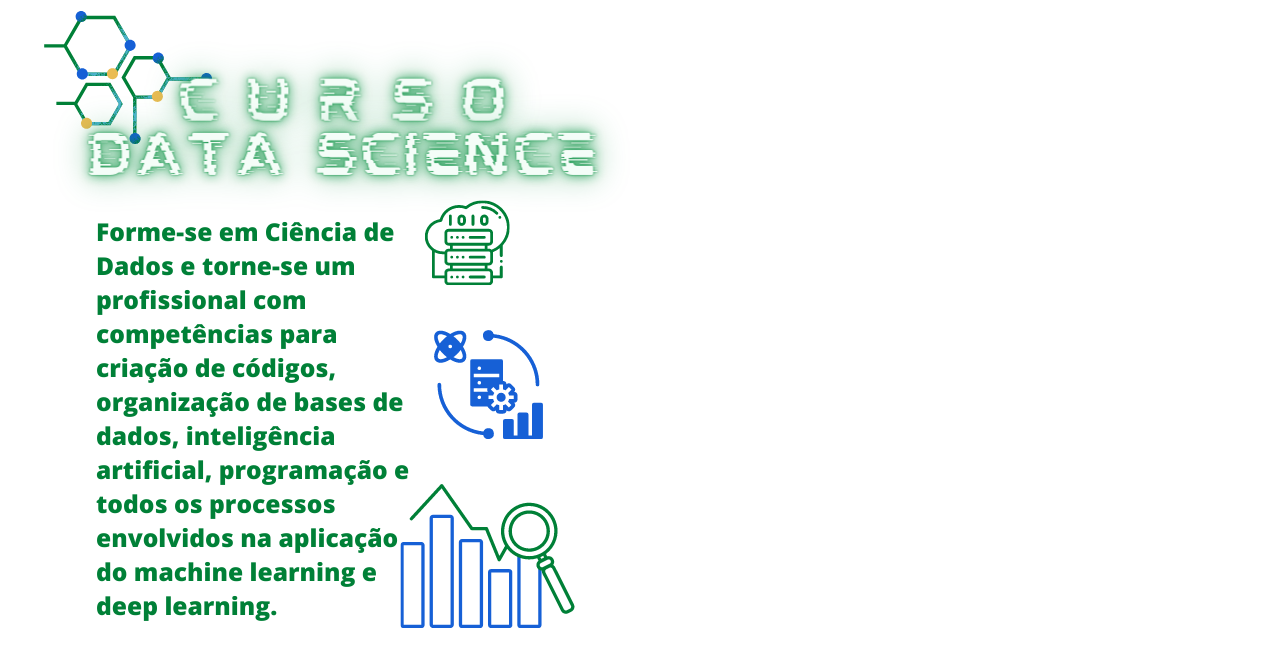 CURSO
DATA SCIENCE
Forme-se em Ciência de
Dados e torne-se um
profissional com
competências para
criação de códigos,
organização de bases de
dados, inteligência
artificial, programação e
todos os processos
envolvidos na aplicação
do machine learning e
deep learning.
1010